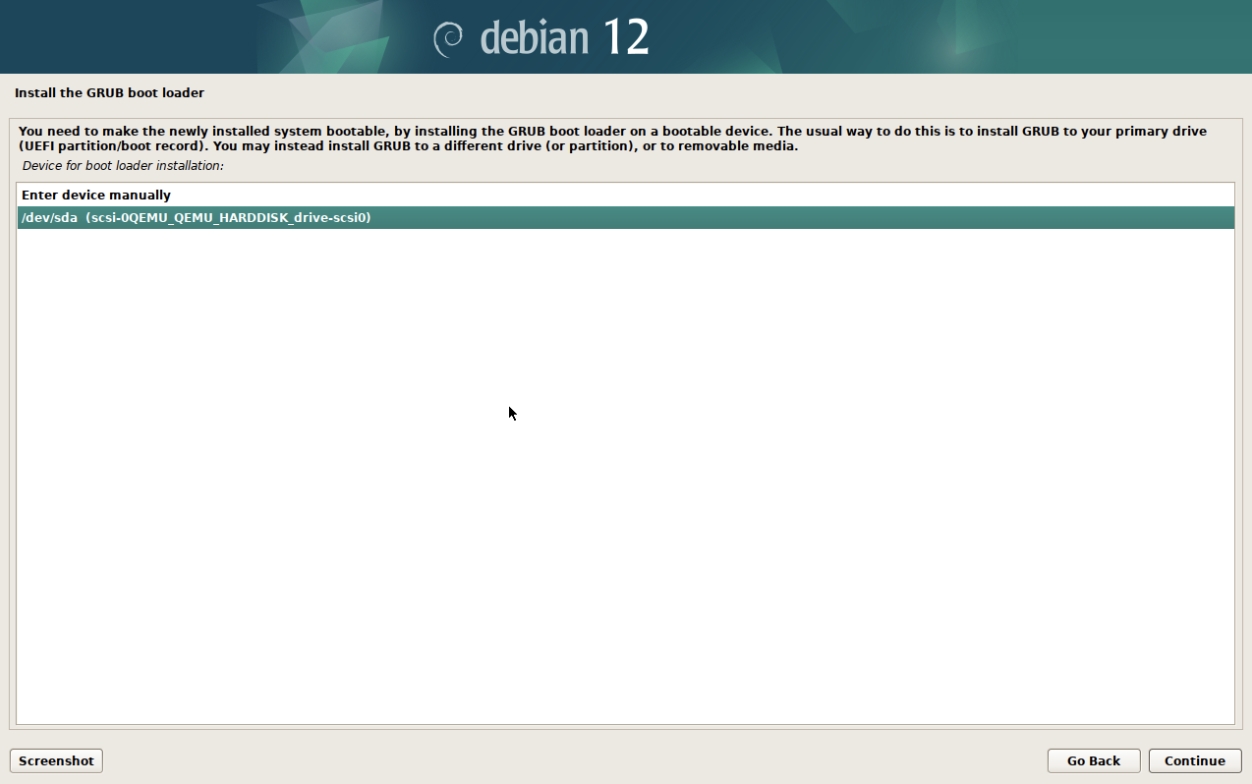 debian 12
Install the GRUB boot loader
You need to make the newly installed system bootable, by installing the GRUB boot loader on a bootable device. The usual way to do this is to install GRUB to your primary drive
(UEFI partition/boot record). You may instead install GRUB to a different drive (or partition), or to removable media.
Device for boot loader installation:
Enter device manually
/dev/sda  (scsi-0QEMU_QEMU_HARDDISK_drive-scsi0)
Screenshot
Go Back
Continue